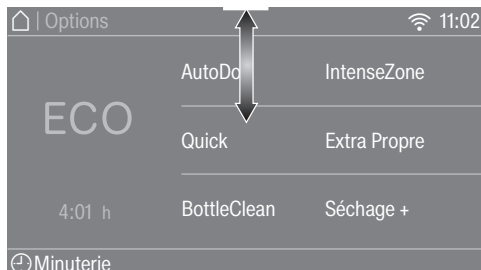 | Options 11:02
AutoDo IntenseZone
ECO
Quick Extra Propre
4:01 h BottleClean Séchage +
Minuterie